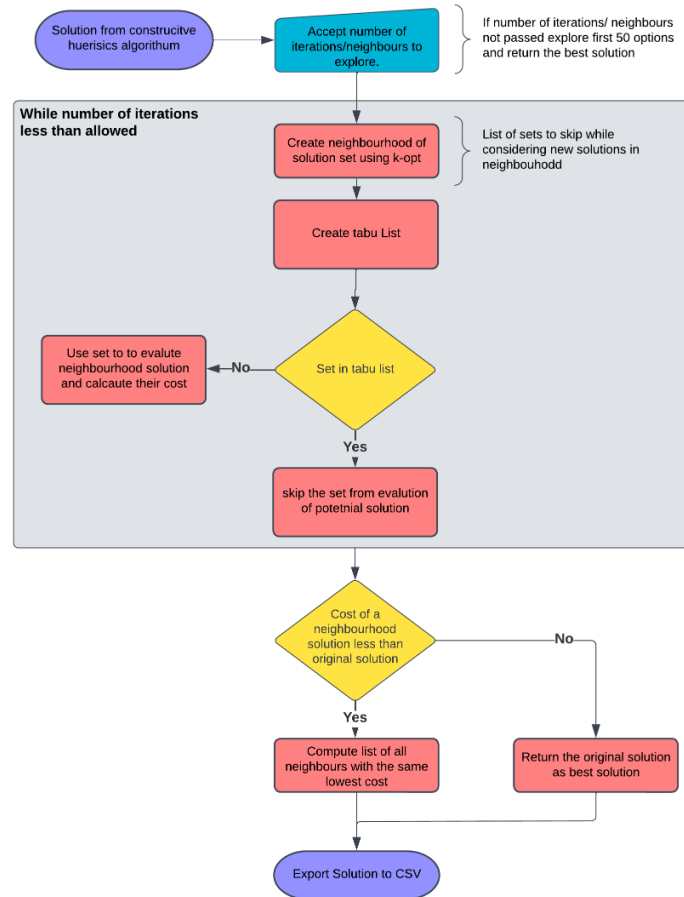 Solution from construcitve
huerisics algorithum
Accept number of
iterations/neighbours to
explore.
If number of iterations/ neighbours
not passed explore first 50 options
and return the best solution
While number of iterations
less than allowed
Create neighbourhood of
solution set using k-opt
List of sets to skip while
considering new solutions in
neighbouhodd
Create tabu List
Set in tabu list
No
Use set to to evalute
neighbourhood solution
and calcaute their cost
Yes
skip the set from evalution
of potetnial solution
Cost of a
neighbourhood
solution less than
original solution
No
Yes
Compute list of all
neighbours with the same
lowest cost
Return the original solution
as best solution
Export Solution to CSV